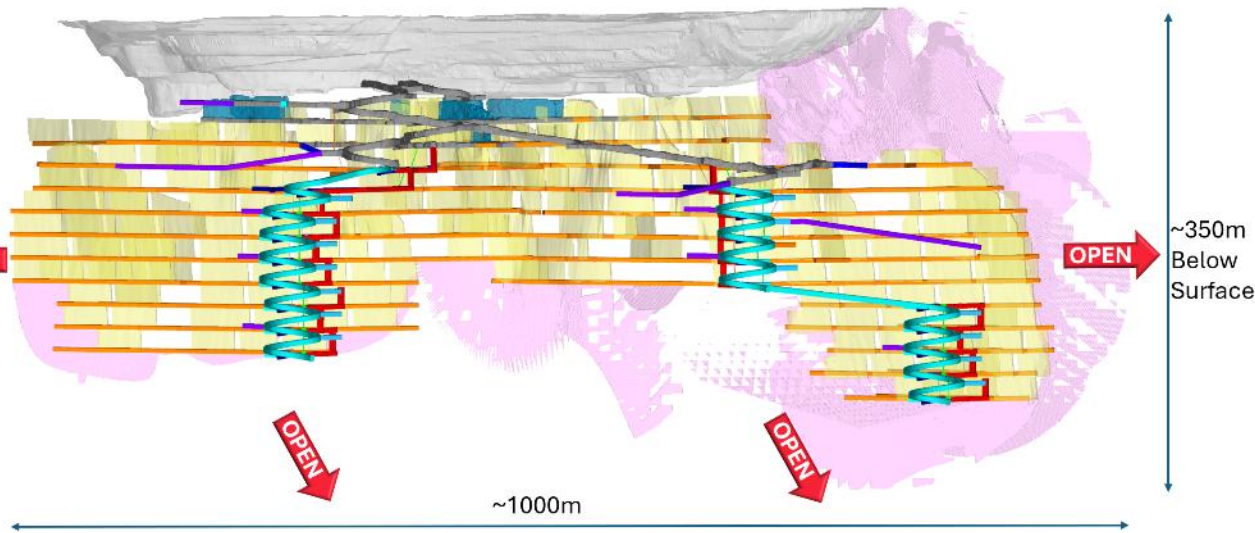 OPEN
~350m
Below
Surface
OPEN
OPEN
~1000m